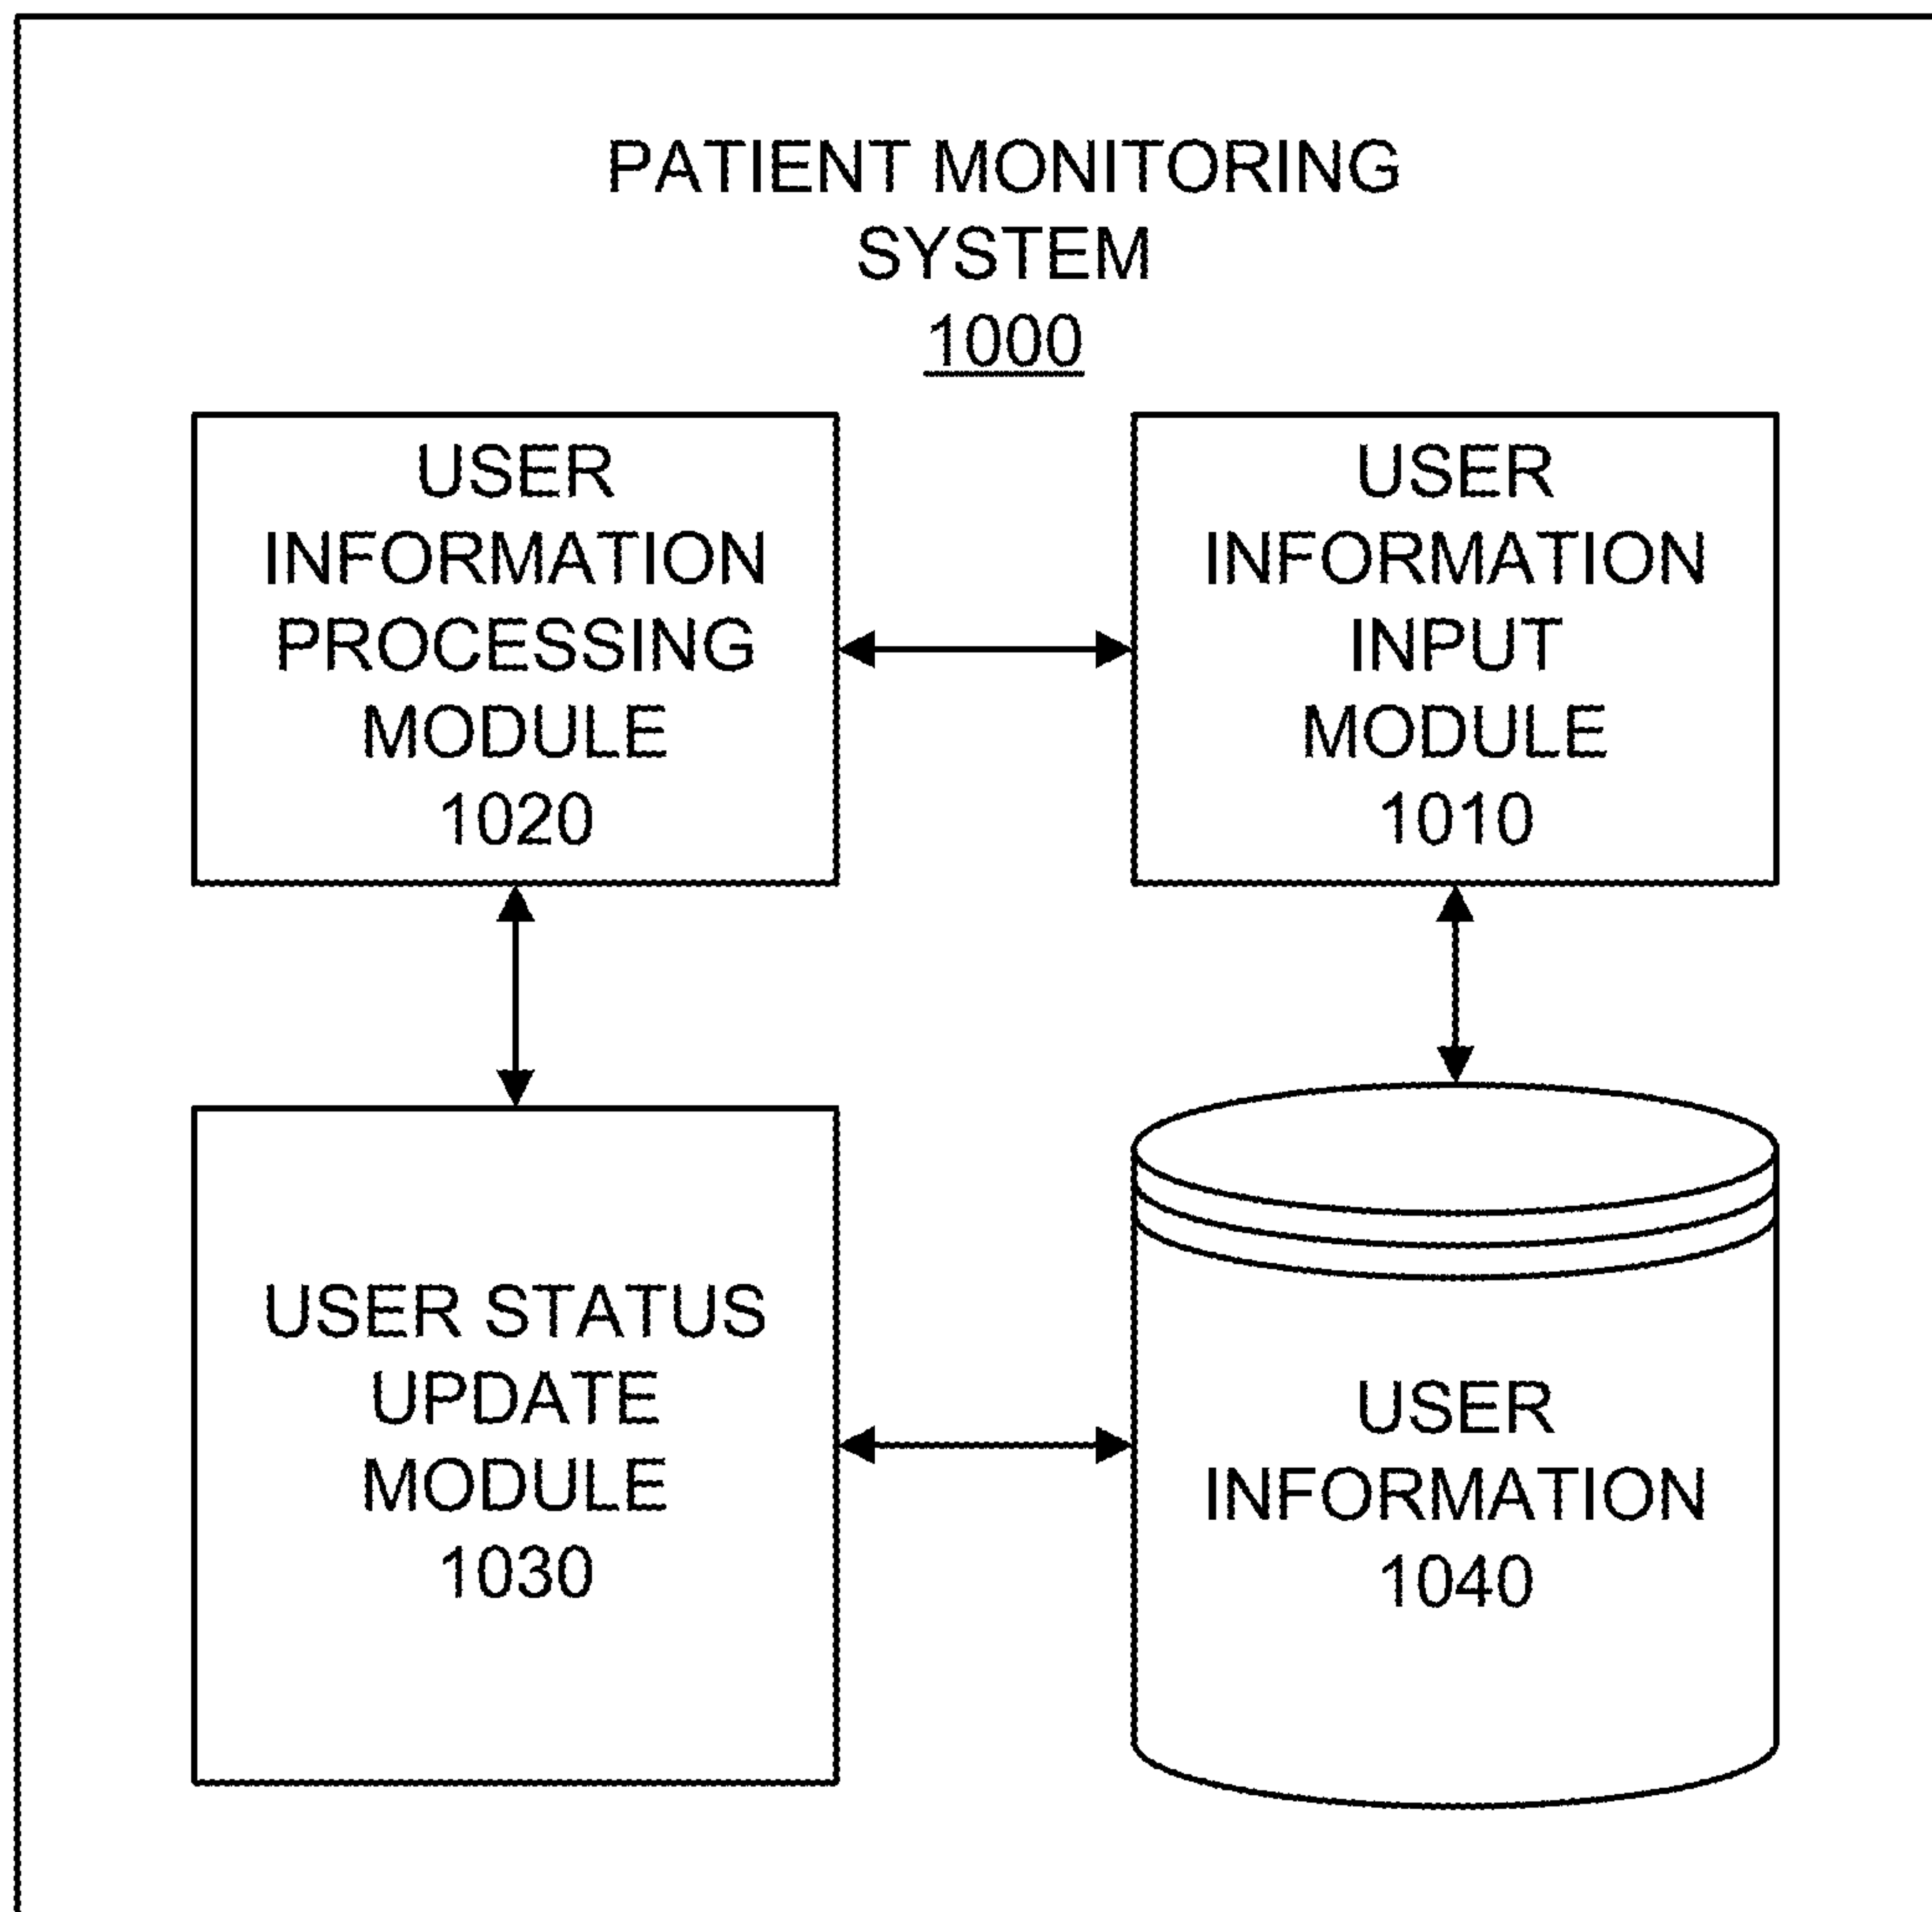 PATIENT MONITORING
SYSTEM
1000
USER
INFORMATION
PROCESSING
MODULE
1020
USER
INFORMATION
INPUT
MODULE
1010
USER STATUS
UPDATE
MODULE
1030
USER
INFORMATION
1040